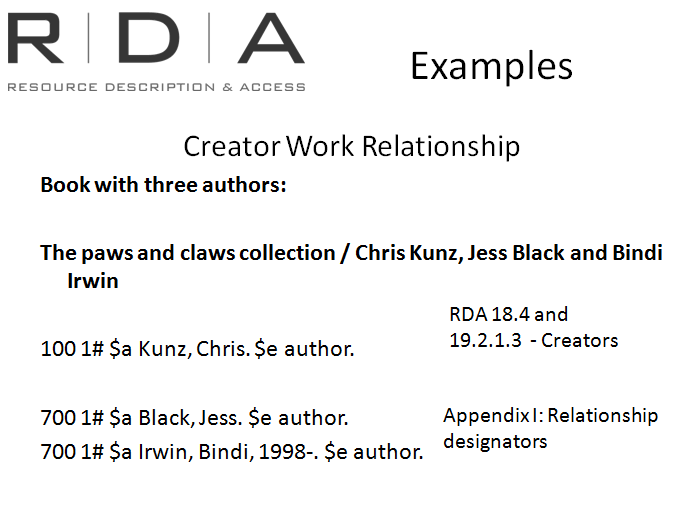 R|D|A
RESOURCE DESCRIPTION & ACCESS
Examples
Creator Work Relationship
Book with three authors:
The paws and claws collection / Chris Kunz, Jess Black and Bindi
Irwin
RDA 18.4 and
19.2.1.3 - Creators
100 1# $a Kunz, Chris. $e author.
700 1# $a Black, Jess. $e author.
700 1# $a Irwin, Bindi, 1998-. $e author.
Appendix I: Relationship
designators